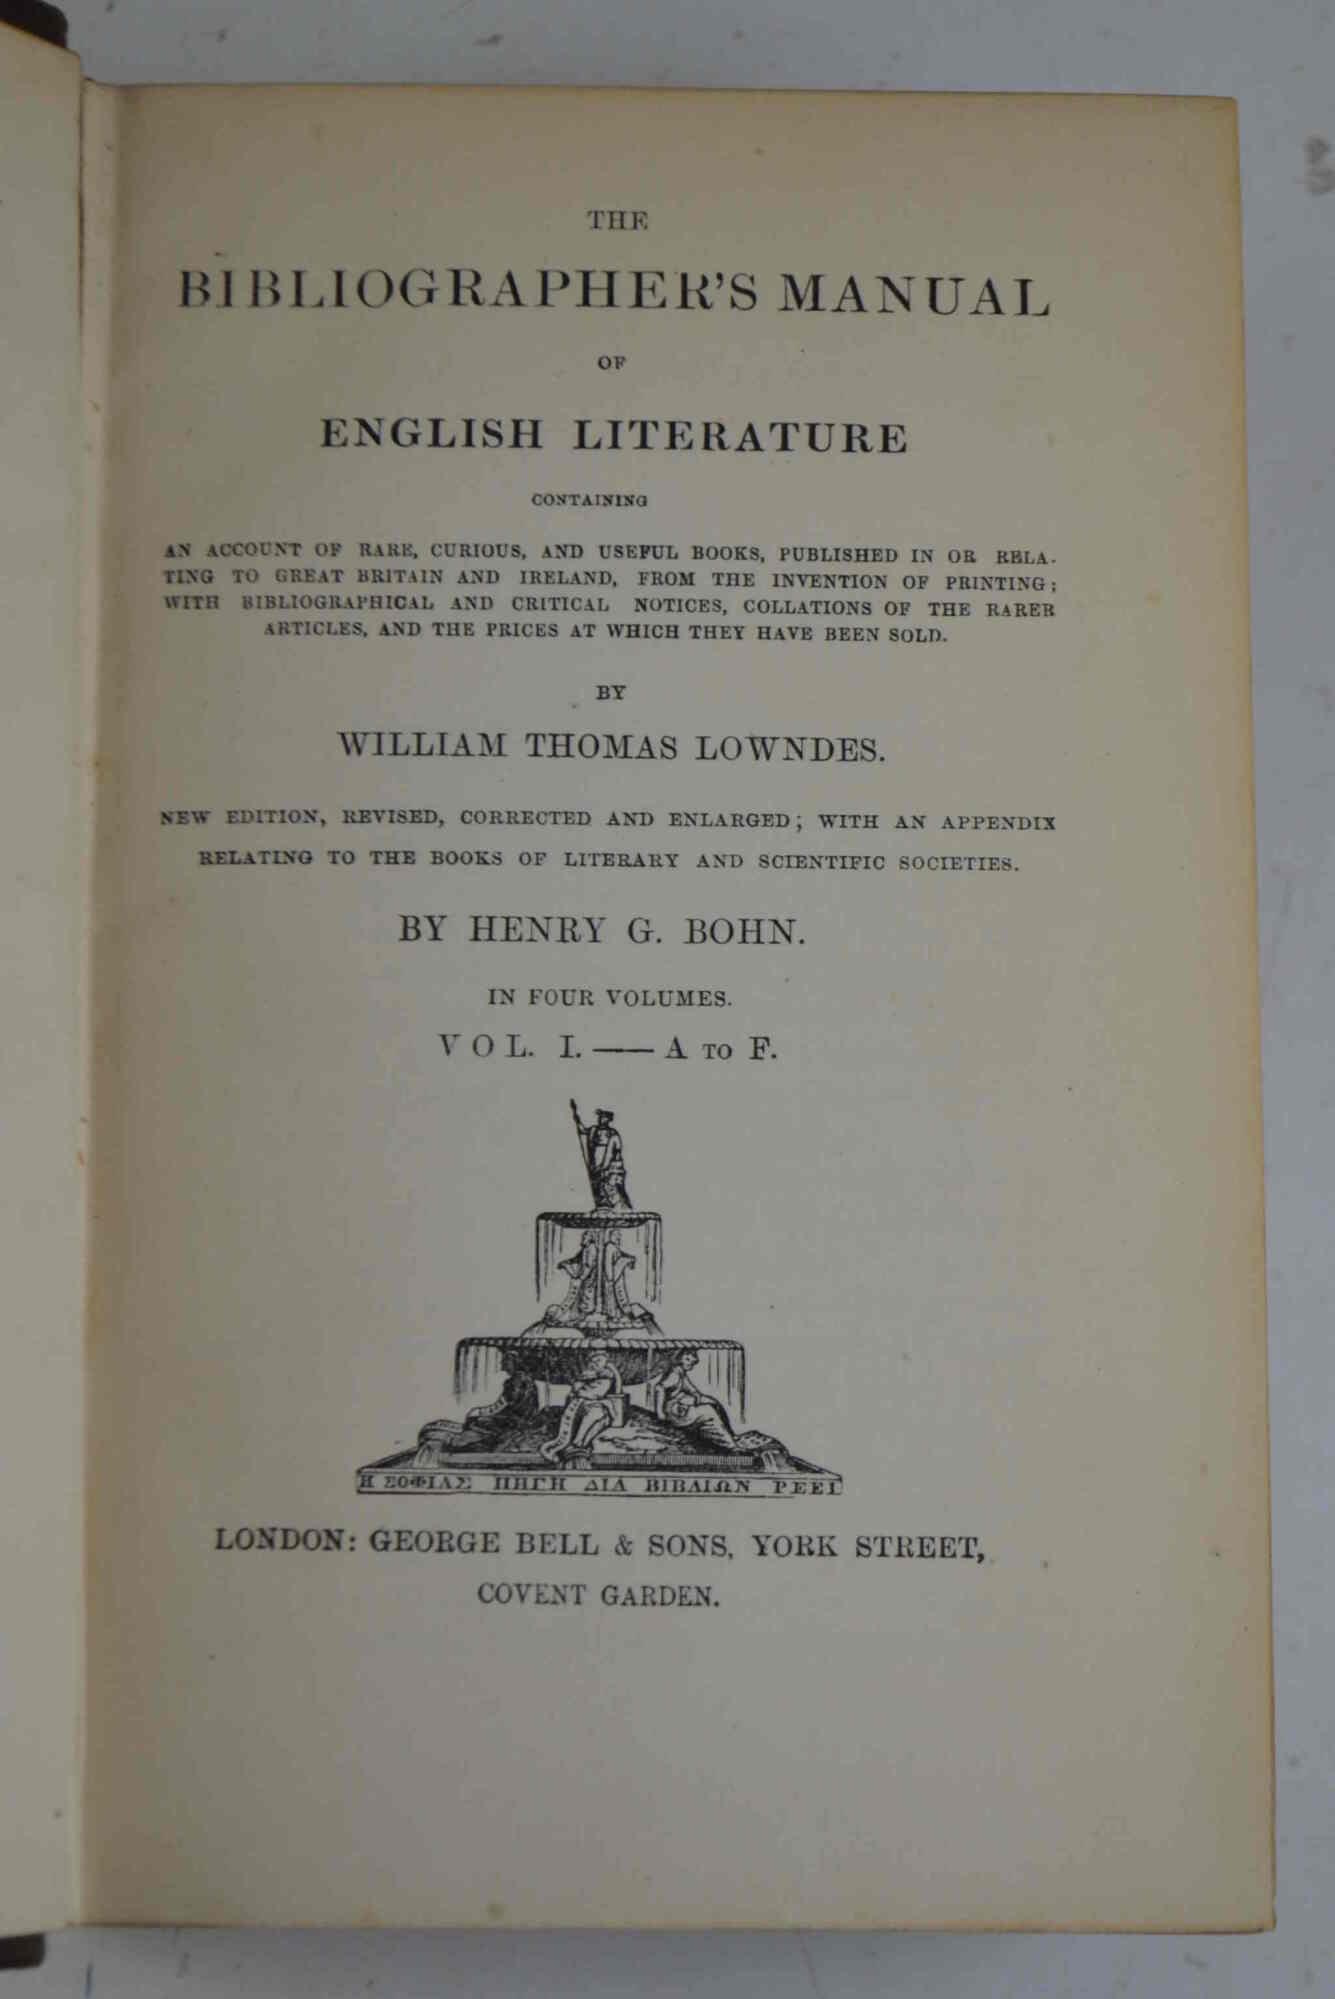 THE
BIBLIOGRAPHER'S MANUAL
OF
ENGLISH LITERATURE
CONTAINING
AN ACCOUNT OF RARE, CURIOUS, AND USEFUL BOOKS, PUBLISHED IN OR RELA-
TING TO GREAT BRITAIN AND IRELAND, FROM THE INVENTION OF PRINTING;
WITH BIBLIOGRAPHICAL AND CRITICAL NOTICES, COLLATIONS OF THE RARER
ARTICLES, AND THE PRICES AT WHICH THEY HAVE BEEN SOLD.
BY
WILLIAM THOMAS LOWNDES.
NEW EDITION, REVISED, CORRECTED AND ENLARGED; WITH AN APPENDIX
RELATING TO THE BOOKS OF LITERARY AND SCIENTIFIC SOCIETIES.
BY HENRY G. BOHN.
IN FOUR VOLUMES.
VOL. I.—A TO F.
Η ΣΟΦΙΑΣ ΠΗΓΗ ΔΙΑ ΒΙΒΛΙΩΝ ΡΕΕΙ
LONDON: GEORGE BELL & SONS, YORK STREET,
COVENT GARDEN.